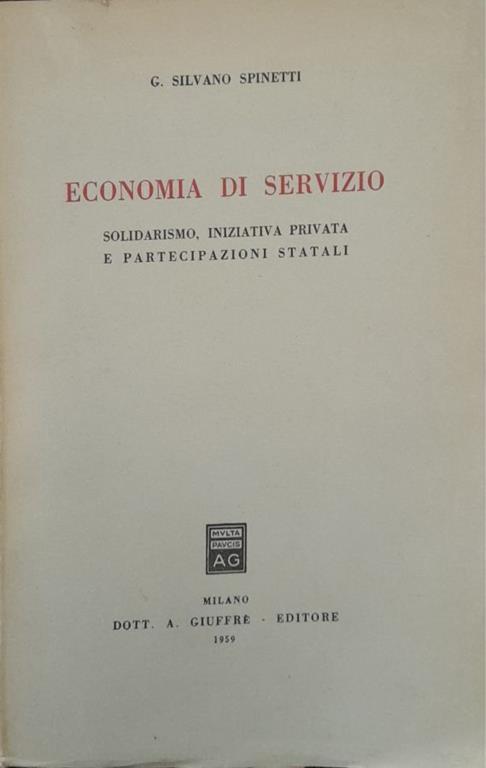 G. SILVANO SPINETTI
ECONOMIA DI SERVIZIO
SOLIDARISMO, INIZIATIVA PRIVATA
E PARTECIPAZIONI STATALI
MVLTA
PAVCIS
AG
MILANO
DOTT. A. GIUFFRÈ - EDITORE
1959